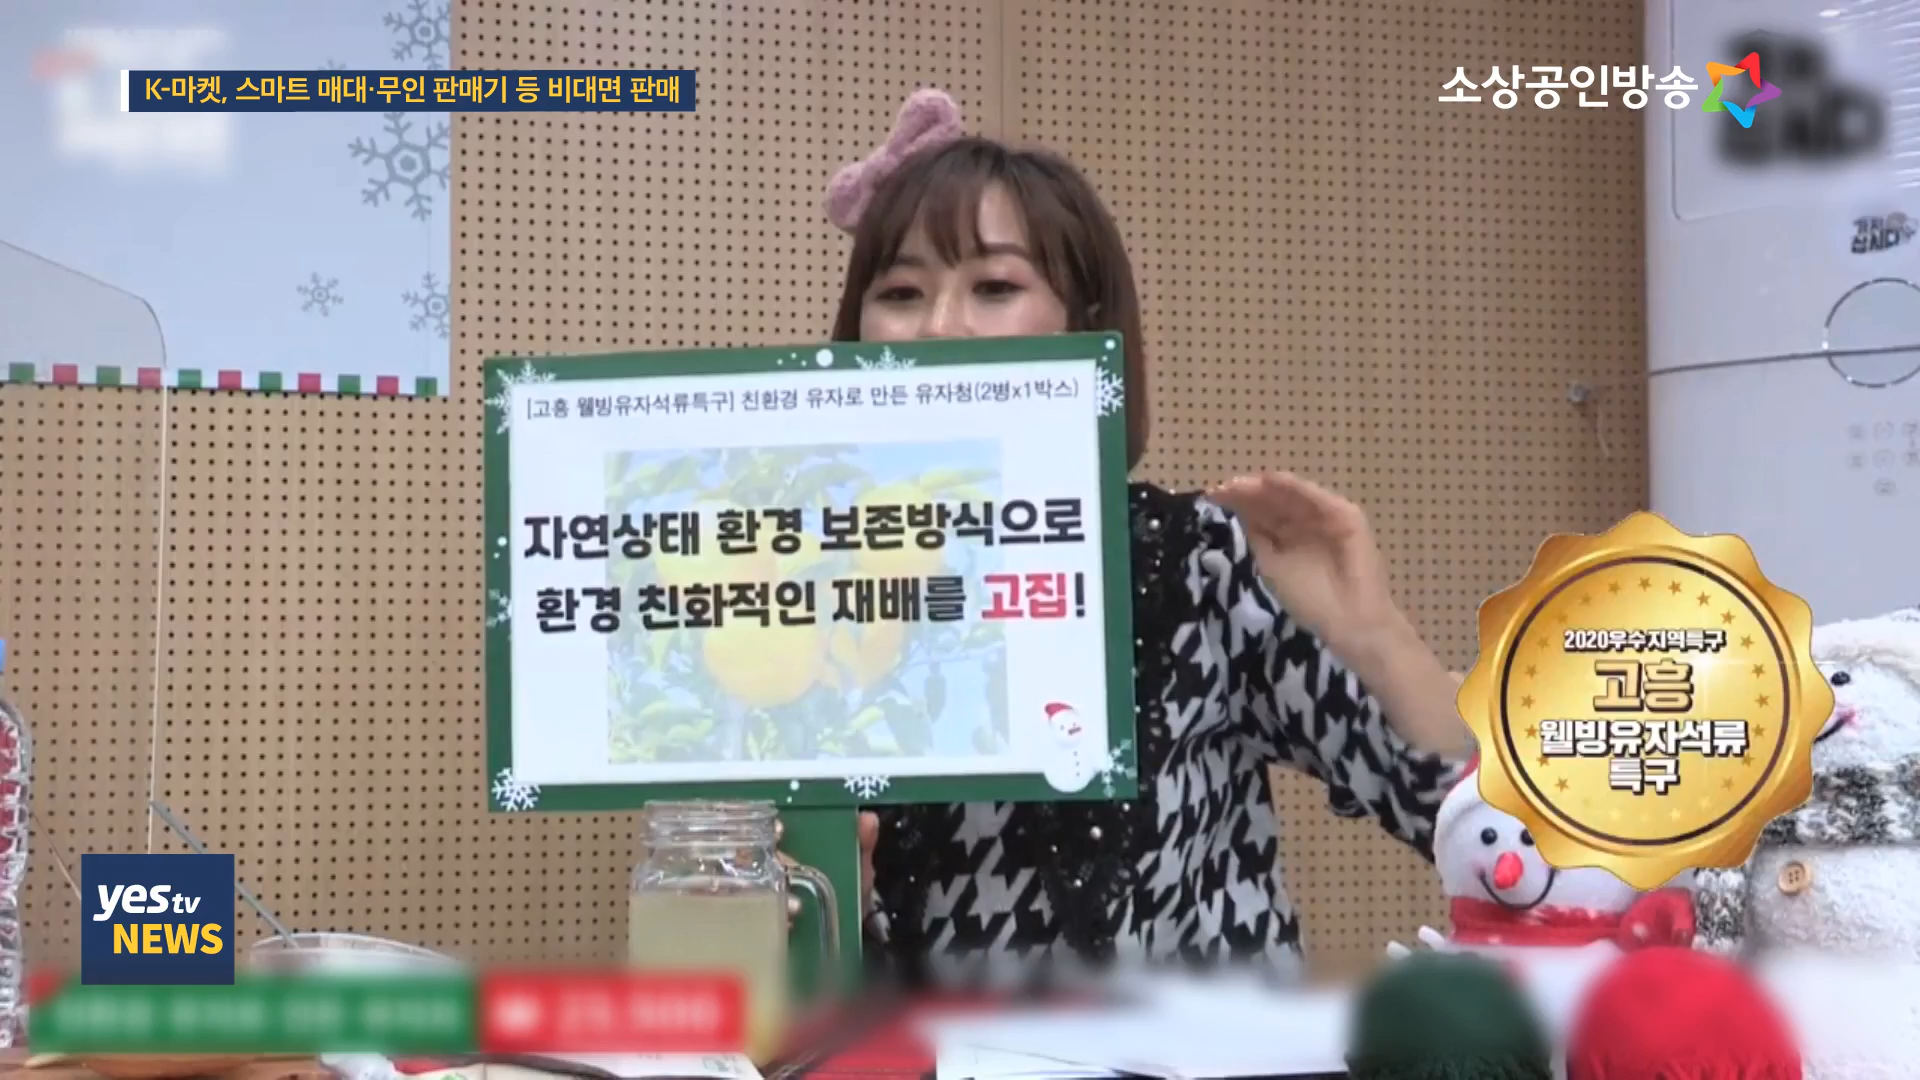 K-마켓, 스마트 매대·무인 판매기 등 비대면 판매
소상공인방송
가치
삽시다
[고흥 웰빙유자석류특구] 친환경 유자로 만든 유자청(2병x1박스)
자연상태 환경 보존방식으로
환경 친화적인 재배를 고집!
2020우수지역특구
고흥
웰빙유자석류
특구
yes tv
NEWS